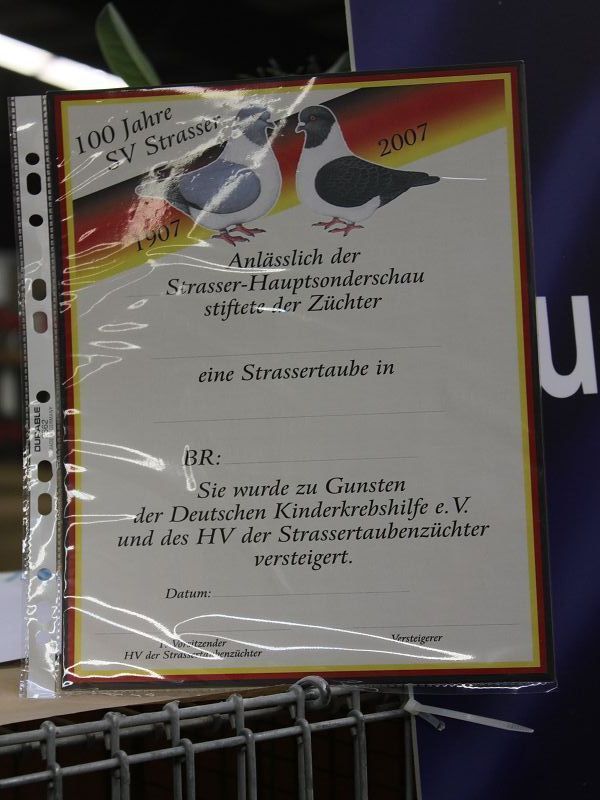 100 Jahre
SV Strasser
2007
1907
Anlässlich der
Strasser-Hauptsonderschau
stiftete der Züchter
eine Strassertaube in
BR:
Sie wurde zu Gunsten
der Deutschen Kinderkrebshilfe e.V.
und des HV der Strassertaubenzüchter
versteigert.
Datum:
1. Vorsitzender
HV der Strassertaubenzüchter
Versteigerer
DURABLE
u